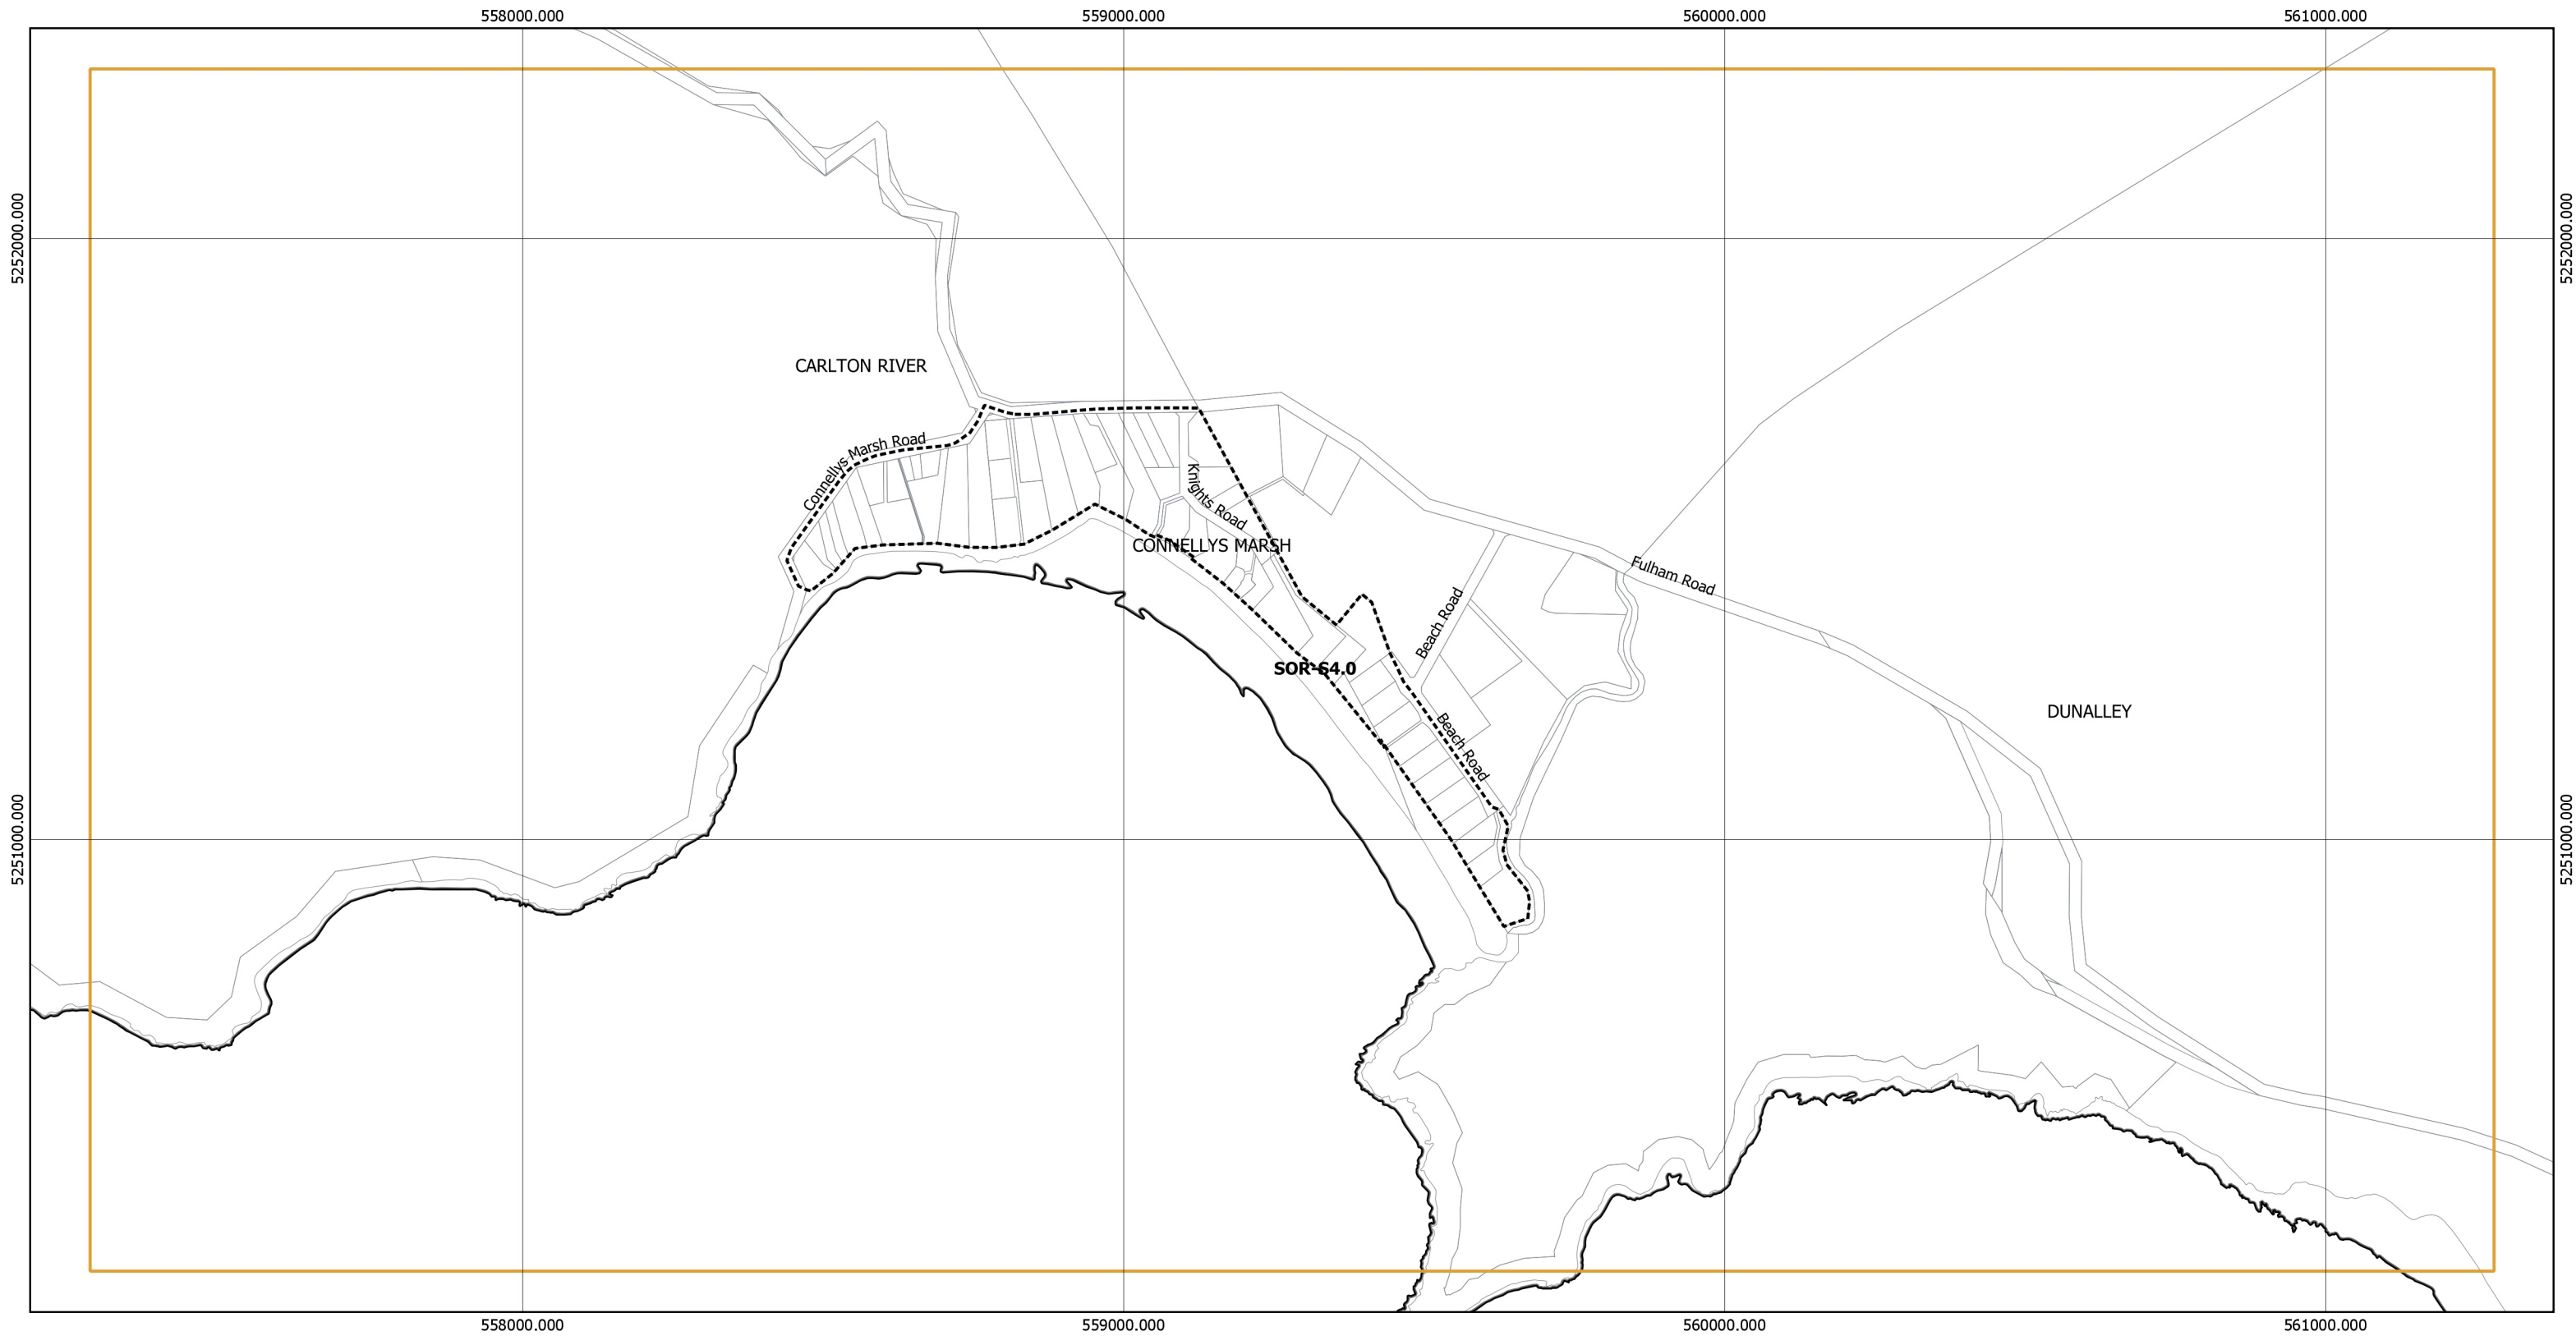 558000.000
559000.000
560000.000
561000.000
5252000.000
5252000.000
CARLTON RIVER
Connellys Marsh Road
Knights Road
CONNELLYS MARSH
Fulham Road
Beach Road
SOR-S4.0
DUNALLEY
Beach Road
5251000.000
5251000.000
558000.000
559000.000
560000.000
561000.000